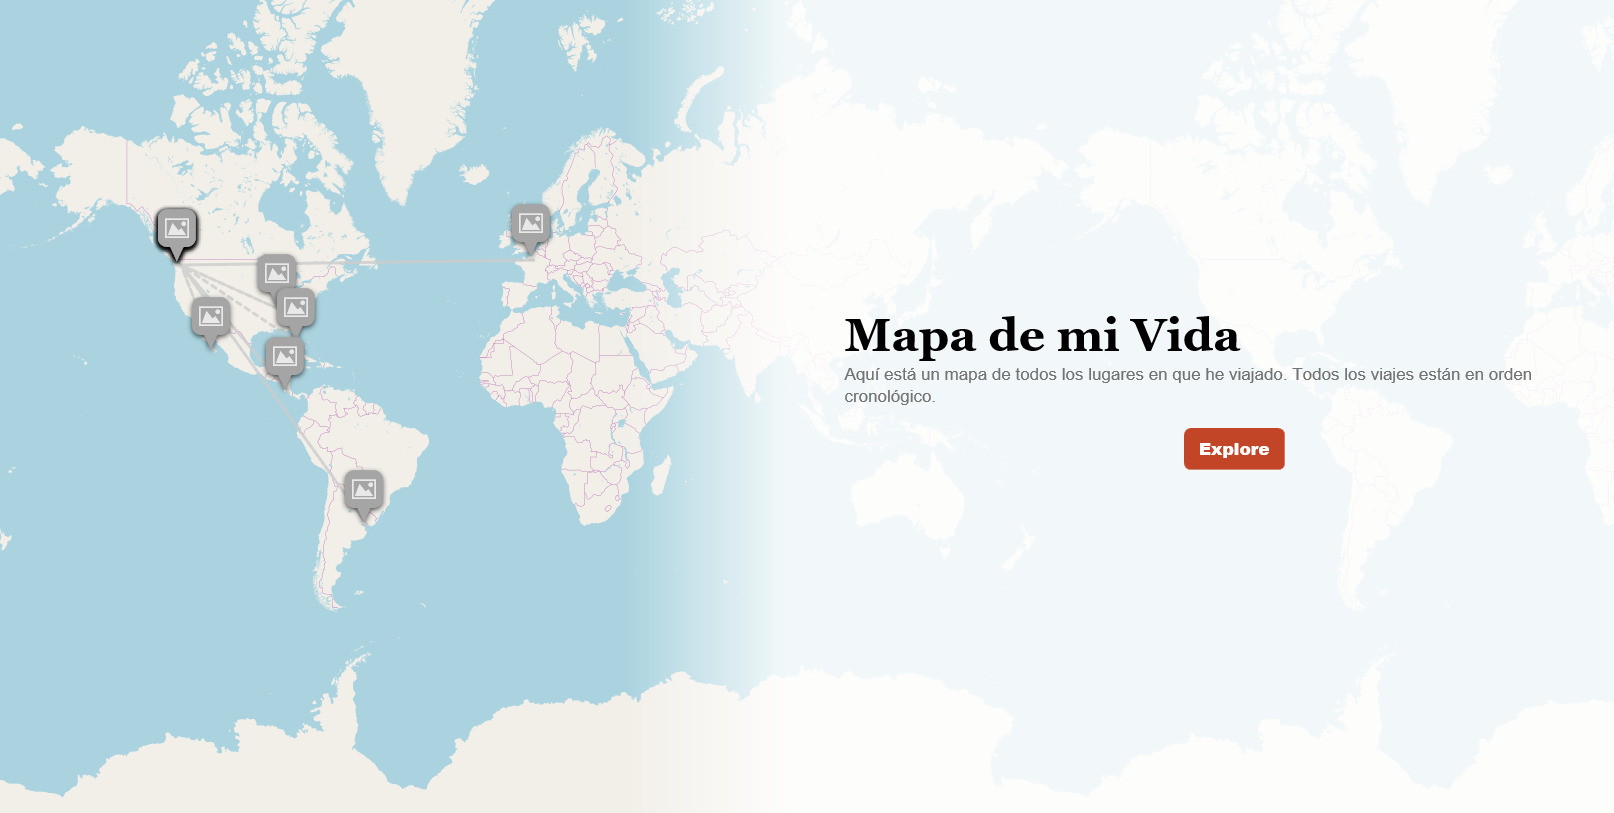 Mapa de mi Vida
Aquí está un mapa de todos los lugares en que he viajado. Todos los viajes están en orden
cronológico.
Explore